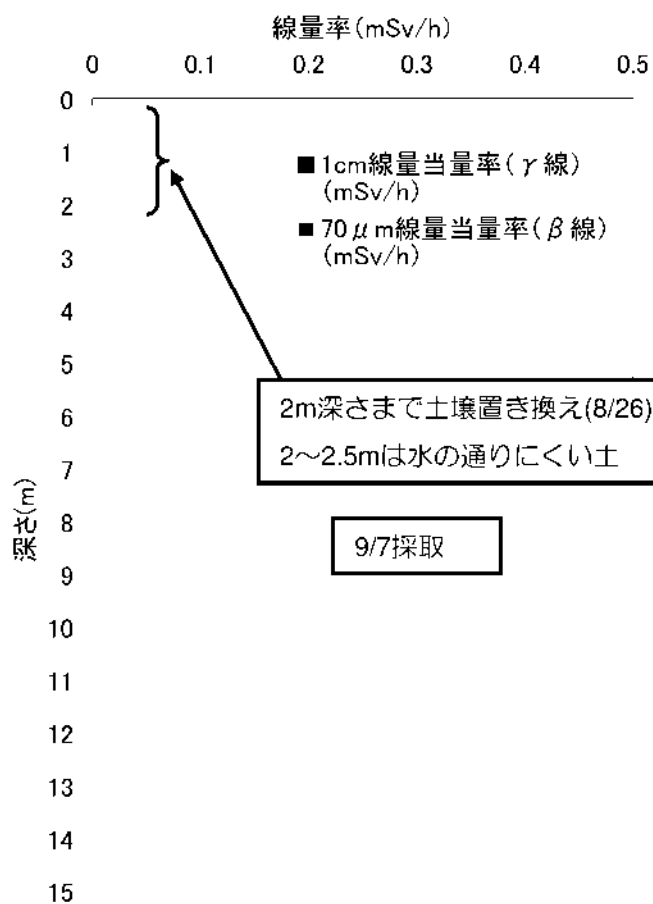 線量率(mSv/h)
0 0.1 0.2 0.3 0.4 0.5
0
1
2
3
4
5
6
7
8
9
10
11
12
13
14
15
深さ(m)
■1cm線量当量率(γ線)
(mSv/h)
■70μm線量当量率(β線)
(mSv/h)
2m深さまで土壌置き換え(8/26)
2～2.5mは水の通りにくい土
9/7採取